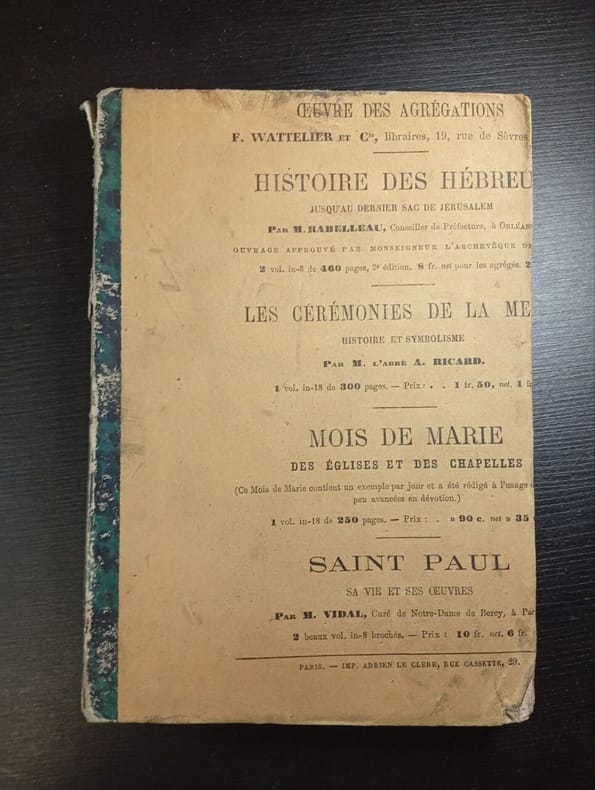 ŒUVRE DES AGRÉGATIONS
F. WATTELIER ET Cie, libraires, 19, rue de Sèvres
HISTOIRE DES HÉBREU
JUSQU'AU DERNIER SAC DE JÉRUSALEM
PAR M. RABELLEAU, Conseiller de Préfecture, à ORLÉAN
OUVRAGE APPROUVÉ PAR MONSEIGNEUR L'ARCHEVÊQUE
2 vol. in-8 de 460 pages, 2e édition. 8 fr. net pour les agrégés. 2
LES CÉRÉMONIES DE LA ME
HISTOIRE ET SYMBOLISME
PAR M. L'ABBÉ A. RICARD.
1 vol. in-18 de 300 pages. — Prix : . . 1 fr. 50, net. 1 f
MOIS DE MARIE
DES ÉGLISES ET DES CHAPELLES
(Ce Mois de Marie contient un exemple par jour et a été rédigé à l'usage
peu avancées en dévotion.)
1 vol. in-18 de 250 pages. — Prix : . » 90 c. net » 35
SAINT PAUL
SA VIE ET SES ŒUVRES
PAR M. VIDAL, Curé de Notre-Dame de Bercy, à Par
2 beaux vol. in-8 brochés. — Prix : 10 fr. net. 6 fr.
PARIS. — IMP. ADRIEN LE CLERE, RUE CASSETTE, 29.